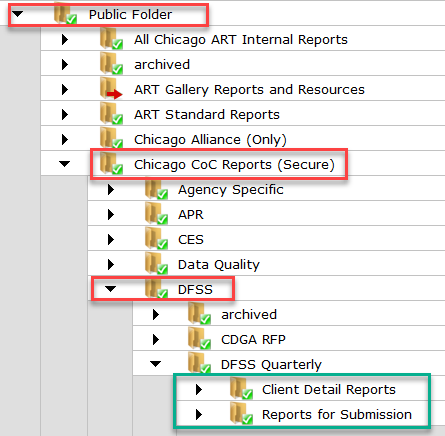 Public Folder
All Chicago ART Internal Reports
archived
ART Gallery Reports and Resources
ART Standard Reports
Chicago Alliance (Only)
Chicago CoC Reports (Secure)
Agency Specific
APR
CES
Data Quality
DFSS
archived
CDGA RFP
DFSS Quarterly
Client Detail Reports
Reports for Submission